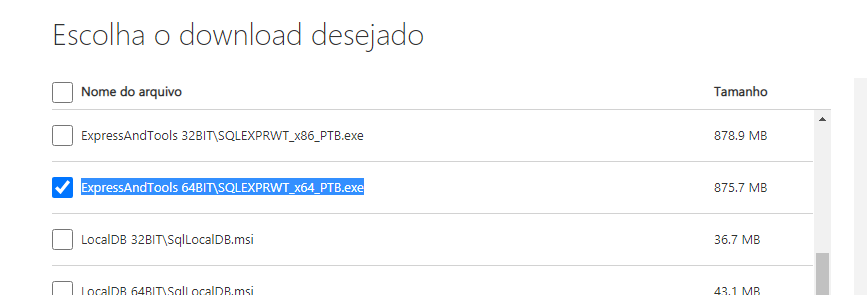 Escolha o download desejado
Nome do arquivo Tamanho
ExpressAndTools 32BIT\SQLEXPRWT_x86_PTB.exe 878.9 MB
ExpressAndTools 64BIT\SQLEXPRWT_x64_PTB.exe 875.7 MB
LocalDB 32BIT\SqlLocalDB.msi 36.7 MB
LocalDB 64BIT\SqlLocalDB.msi 43.1 MB